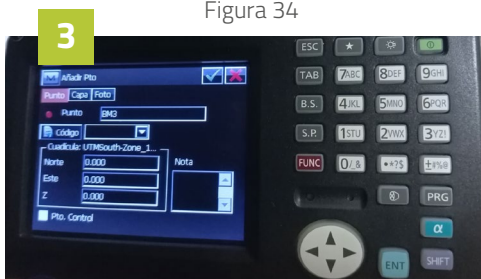 Figura 34
3
Añadir Pto
Punto Capa Foto
Punto BM3
Código
Cuadícula: UTMSouth-Zone_1...
Norte 0.000 Nota
Este 0.000
Z 0.000
Pto. Control
ESC ★
TAB 7ABC 8DEF 9GHI
B.S. 4JKL 5MNO 6PQR
S.P. 1STU 2VWX 3YZ!
FUNC 0/_& •*?$ ±#%@
PRG
α
ENT SHIFT